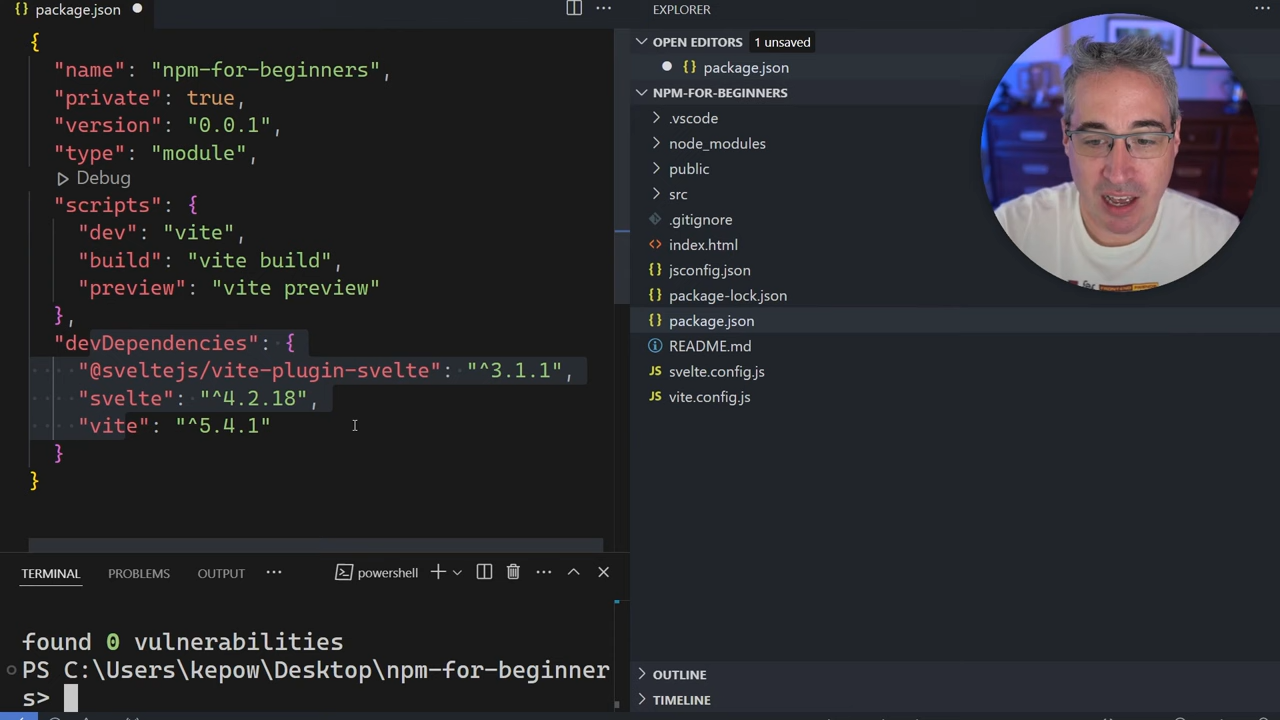 package.json
{
"name": "npm-for-beginners",
"private": true,
"version": "0.0.1",
"type": "module",
Debug
"scripts": {
"dev": "vite",
"build": "vite build",
"preview": "vite preview"
},
"devDependencies": {
"@sveltejs/vite-plugin-svelte": "^3.1.1",
"svelte": "^4.2.18",
"vite": "^5.4.1"
}
}
TERMINAL PROBLEMS OUTPUT ... powershell
found 0 vulnerabilities
PS C:\Users\kepow\Desktop\npm-for-beginner
s>
EXPLORER
OPEN EDITORS 1 unsaved
{} package.json
NPM-FOR-BEGINNERS
.vscode
node_modules
public
src
.gitignore
<> index.html
{} jsconfig.json
{} package-lock.json
{} package.json
README.md
JS svelte.config.js
JS vite.config.js
OUTLINE
TIMELINE